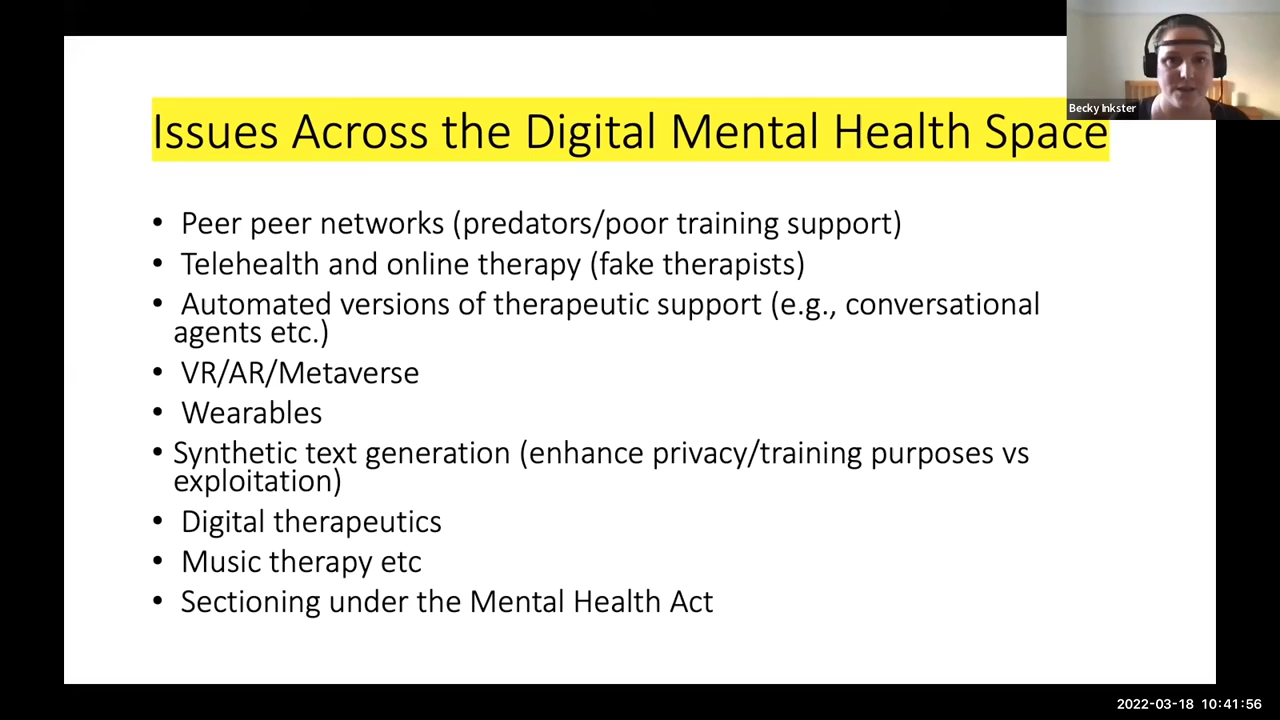 Becky Inkster
Issues Across the Digital Mental Health Space
• Peer peer networks (predators/poor training support)
• Telehealth and online therapy (fake therapists)
• Automated versions of therapeutic support (e.g., conversational
agents etc.)
• VR/AR/Metaverse
• Wearables
• Synthetic text generation (enhance privacy/training purposes vs
exploitation)
• Digital therapeutics
• Music therapy etc
• Sectioning under the Mental Health Act
2022-03-18 10:41:56